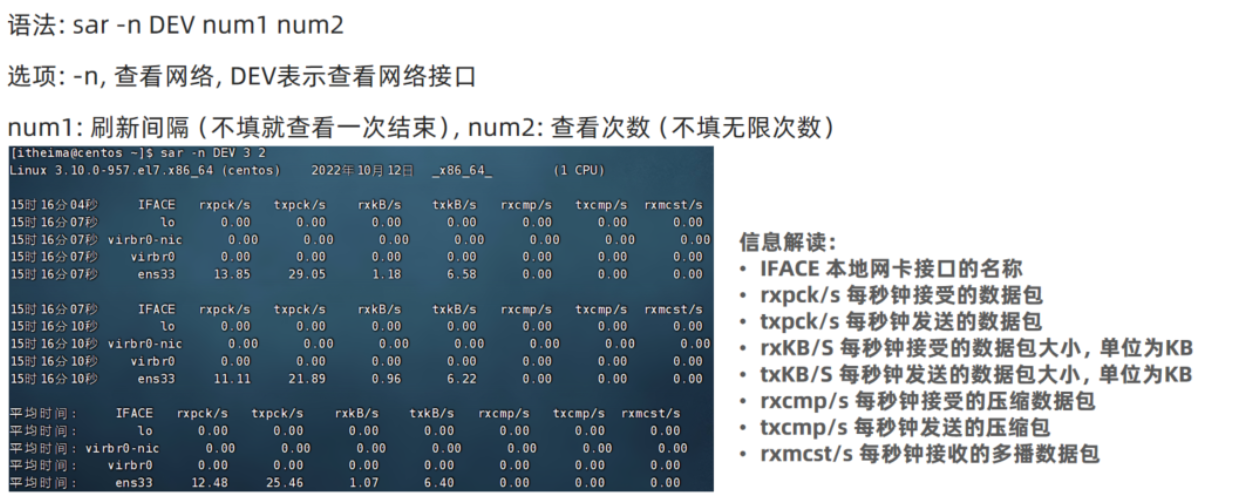 语法: sar -n DEV num1 num2
选项: -n, 查看网络, DEV表示查看网络接口
num1: 刷新间隔（不填就查看一次结束）, num2: 查看次数（不填无限次数）
[itheima@centos ~]$ sar -n DEV 3 2
Linux 3.10.0-957.el7.x86_64 (centos) 2022年10月12日 _x86_64_ (1 CPU)
15时16分04秒 IFACE rxpck/s txpck/s rxkB/s txkB/s rxcmp/s txcmp/s rxmcst/s
15时16分07秒 lo 0.00 0.00 0.00 0.00 0.00 0.00 0.00
15时16分07秒 virbr0-nic 0.00 0.00 0.00 0.00 0.00 0.00 0.00
15时16分07秒 virbr0 0.00 0.00 0.00 0.00 0.00 0.00 0.00
15时16分07秒 ens33 13.85 29.05 1.18 6.58 0.00 0.00 0.00
15时16分07秒 IFACE rxpck/s txpck/s rxkB/s txkB/s rxcmp/s txcmp/s rxmcst/s
15时16分10秒 lo 0.00 0.00 0.00 0.00 0.00 0.00 0.00
15时16分10秒 virbr0-nic 0.00 0.00 0.00 0.00 0.00 0.00 0.00
15时16分10秒 virbr0 0.00 0.00 0.00 0.00 0.00 0.00 0.00
15时16分10秒 ens33 11.11 21.89 0.96 6.22 0.00 0.00 0.00
平均时间: IFACE rxpck/s txpck/s rxkB/s txkB/s rxcmp/s txcmp/s rxmcst/s
平均时间: lo 0.00 0.00 0.00 0.00 0.00 0.00 0.00
平均时间: virbr0-nic 0.00 0.00 0.00 0.00 0.00 0.00 0.00
平均时间: virbr0 0.00 0.00 0.00 0.00 0.00 0.00 0.00
平均时间: ens33 12.48 25.46 1.07 6.40 0.00 0.00 0.00
信息解读:
• IFACE 本地网卡接口的名称
• rxpck/s 每秒钟接受的数据包
• txpck/s 每秒钟发送的数据包
• rxKB/S 每秒钟接受的数据包大小, 单位为KB
• txKB/S 每秒钟发送的数据包大小, 单位为KB
• rxcmp/s 每秒钟接受的压缩数据包
• txcmp/s 每秒钟发送的压缩包
• rxmcst/s 每秒钟接收的多播数据包